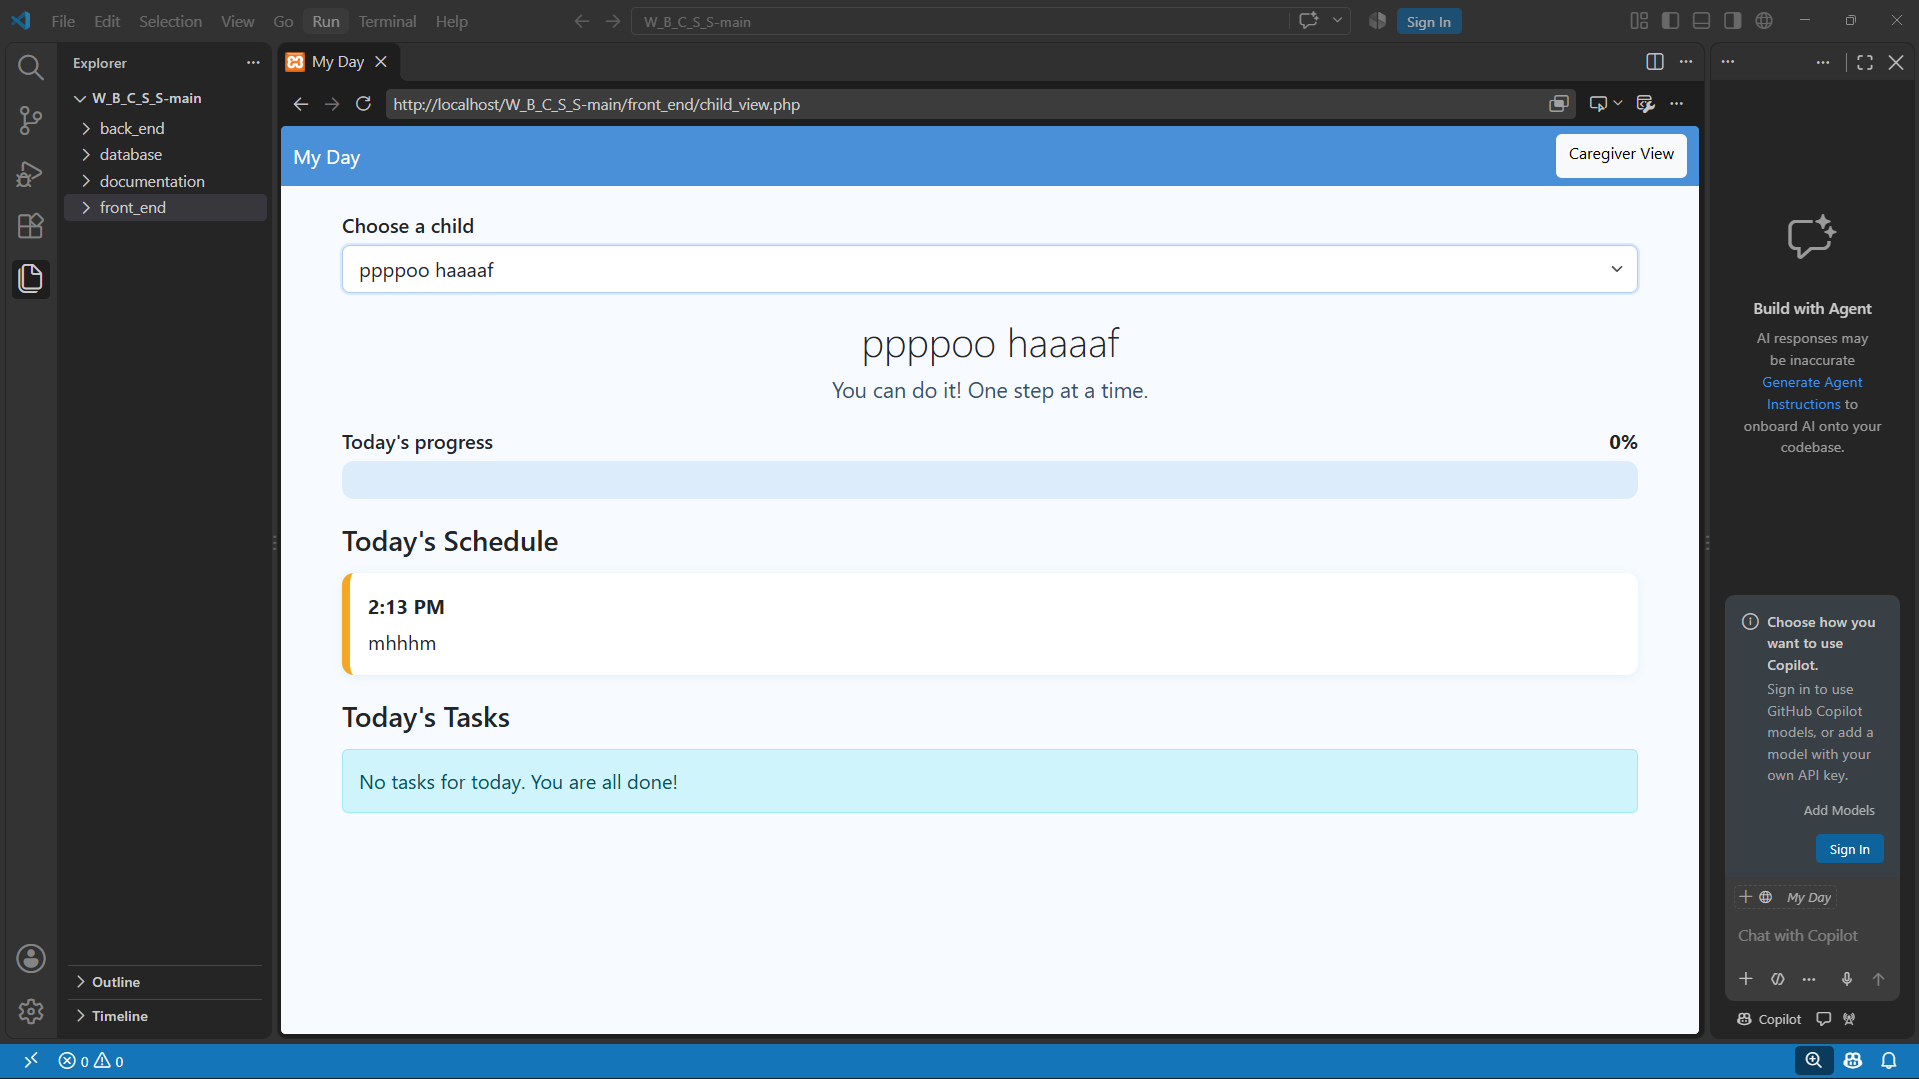 File Edit Selection View Go Run Terminal Help
W_B_C_S_S-main
Sign In
Explorer
W_B_C_S_S-main
back_end
database
documentation
front_end
Outline
Timeline
My Day
http://localhost/W_B_C_S_S-main/front_end/child_view.php
My Day
Caregiver View
Choose a child
ppppoo haaaaf
ppppoo haaaaf
You can do it! One step at a time.
Today's progress
0%
Today's Schedule
2:13 PM
mhhhm
Today's Tasks
No tasks for today. You are all done!
Build with Agent
AI responses may
be inaccurate
Generate Agent
Instructions to
onboard AI onto your
codebase.
Choose how you
want to use
Copilot.
Sign in to use
GitHub Copilot
models, or add a
model with your
own API key.
Add Models
Sign In
My Day
Chat with Copilot
Copilot
0 0